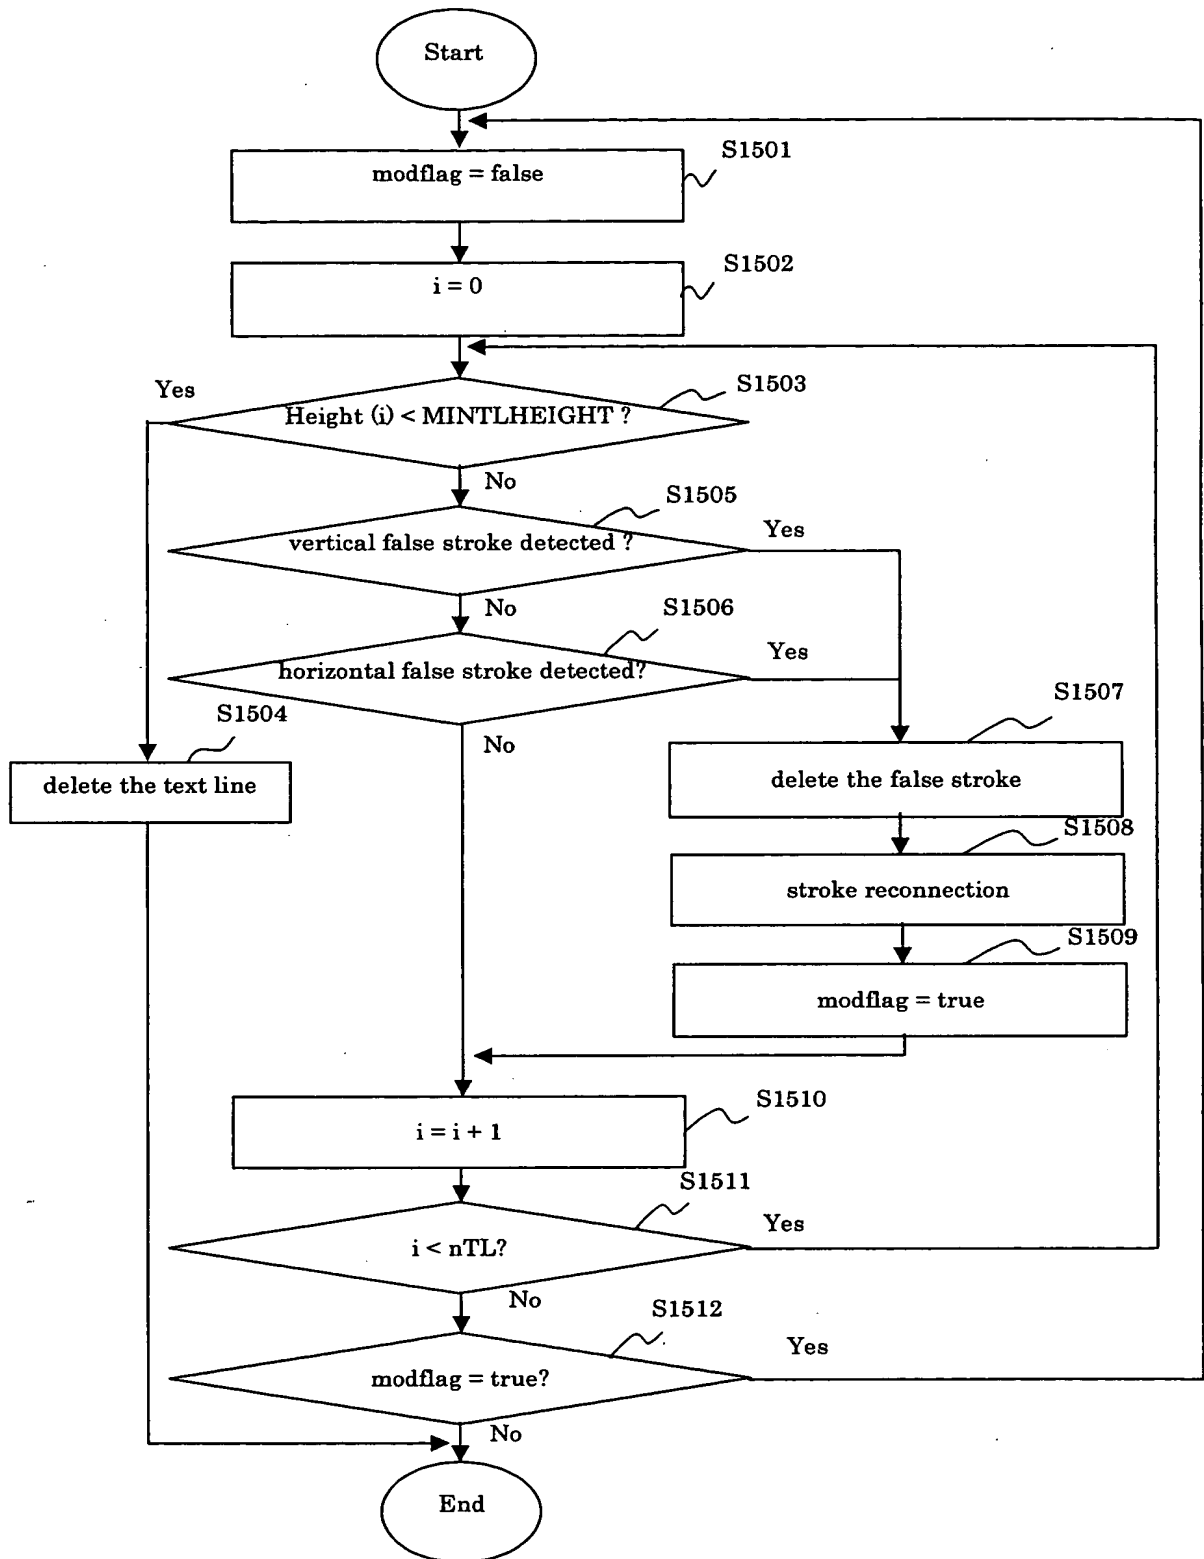 Start
S1501
modflag = false
S1502
i = 0
Yes
S1503
Height (i) < MINTLHEIGHT ?
No
S1505
vertical false stroke detected ?
Yes
No
S1506
horizontal false stroke detected?
Yes
S1504
No
S1507
delete the text line
delete the false stroke
S1508
stroke reconnection
S1509
modflag = true
S1510
i = i + 1
S1511
i < nTL?
Yes
No
S1512
modflag = true?
Yes
No
End